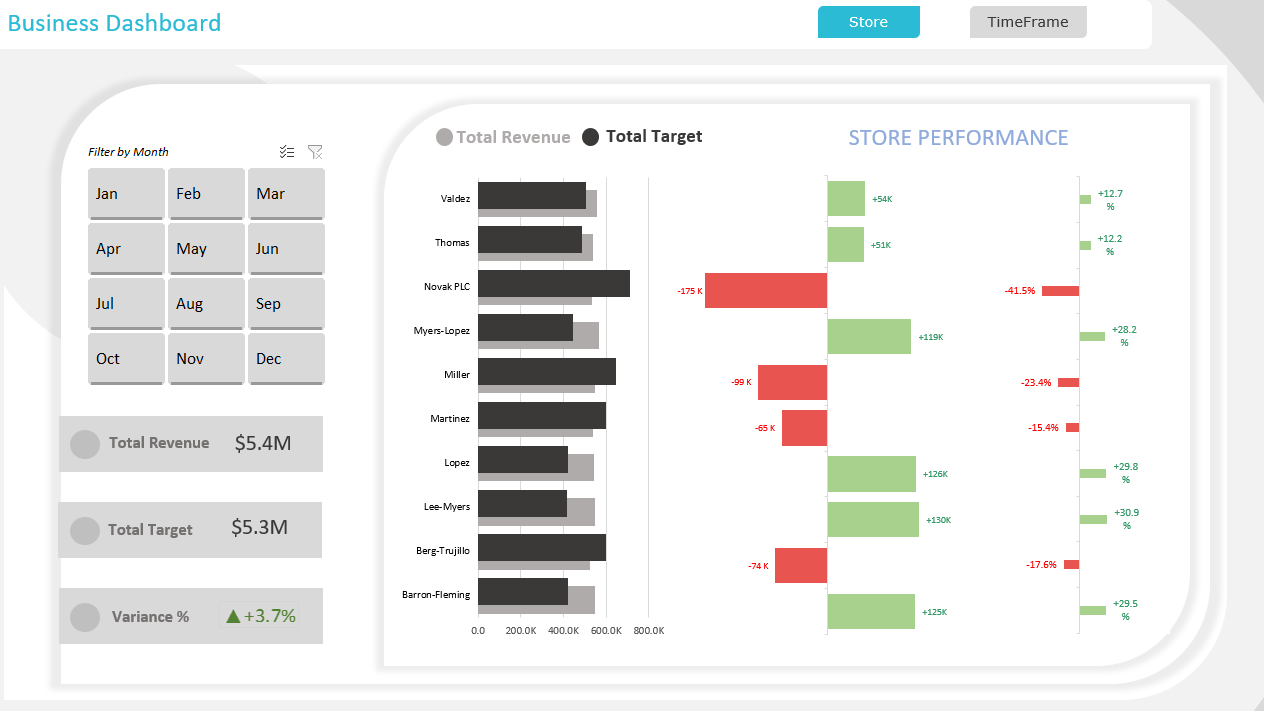 Business Dashboard
Store
TimeFrame
Filter by Month
Jan
Feb
Mar
Apr
May
Jun
Jul
Aug
Sep
Oct
Nov
Dec
Total Revenue
$5.4M
Total Target
$5.3M
Variance %
▲+3.7%
Total Revenue
Total Target
STORE PERFORMANCE
Valdez
Thomas
Novak PLC
Myers-Lopez
Miller
Martinez
Lopez
Lee-Myers
Berg-Trujillo
Barron-Fleming
0.0
200.0K
400.0K
600.0K
800.0K
+54K
+51K
-175 K
+119K
-99 K
-65 K
+126K
+130K
-74 K
+125K
+12.7
%
+12.2
%
-41.5%
+28.2
%
-23.4%
-15.4%
+29.8
%
+30.9
%
-17.6%
+29.5
%